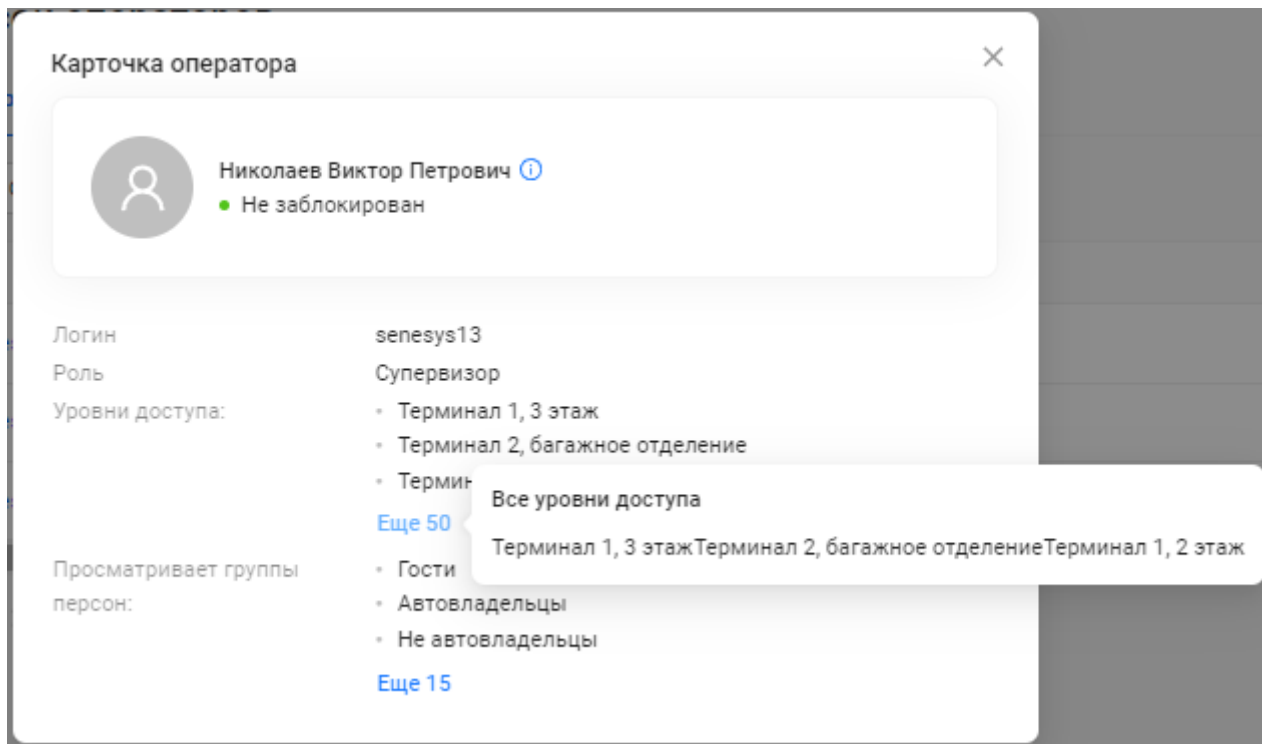 Карточка оператора
Николаев Виктор Петрович
Не заблокирован
Логин senesys13
Роль Супервизор
Уровни доступа: Терминал 1, 3 этаж
Терминал 2, багажное отделение
Еще 50
Все уровни доступа
Терминал 1, 3 этажТерминал 2, багажное отделениеТерминал 1, 2 этаж
Просматривает группы персон: Гости
Автовладельцы
Не автовладельцы
Еще 15